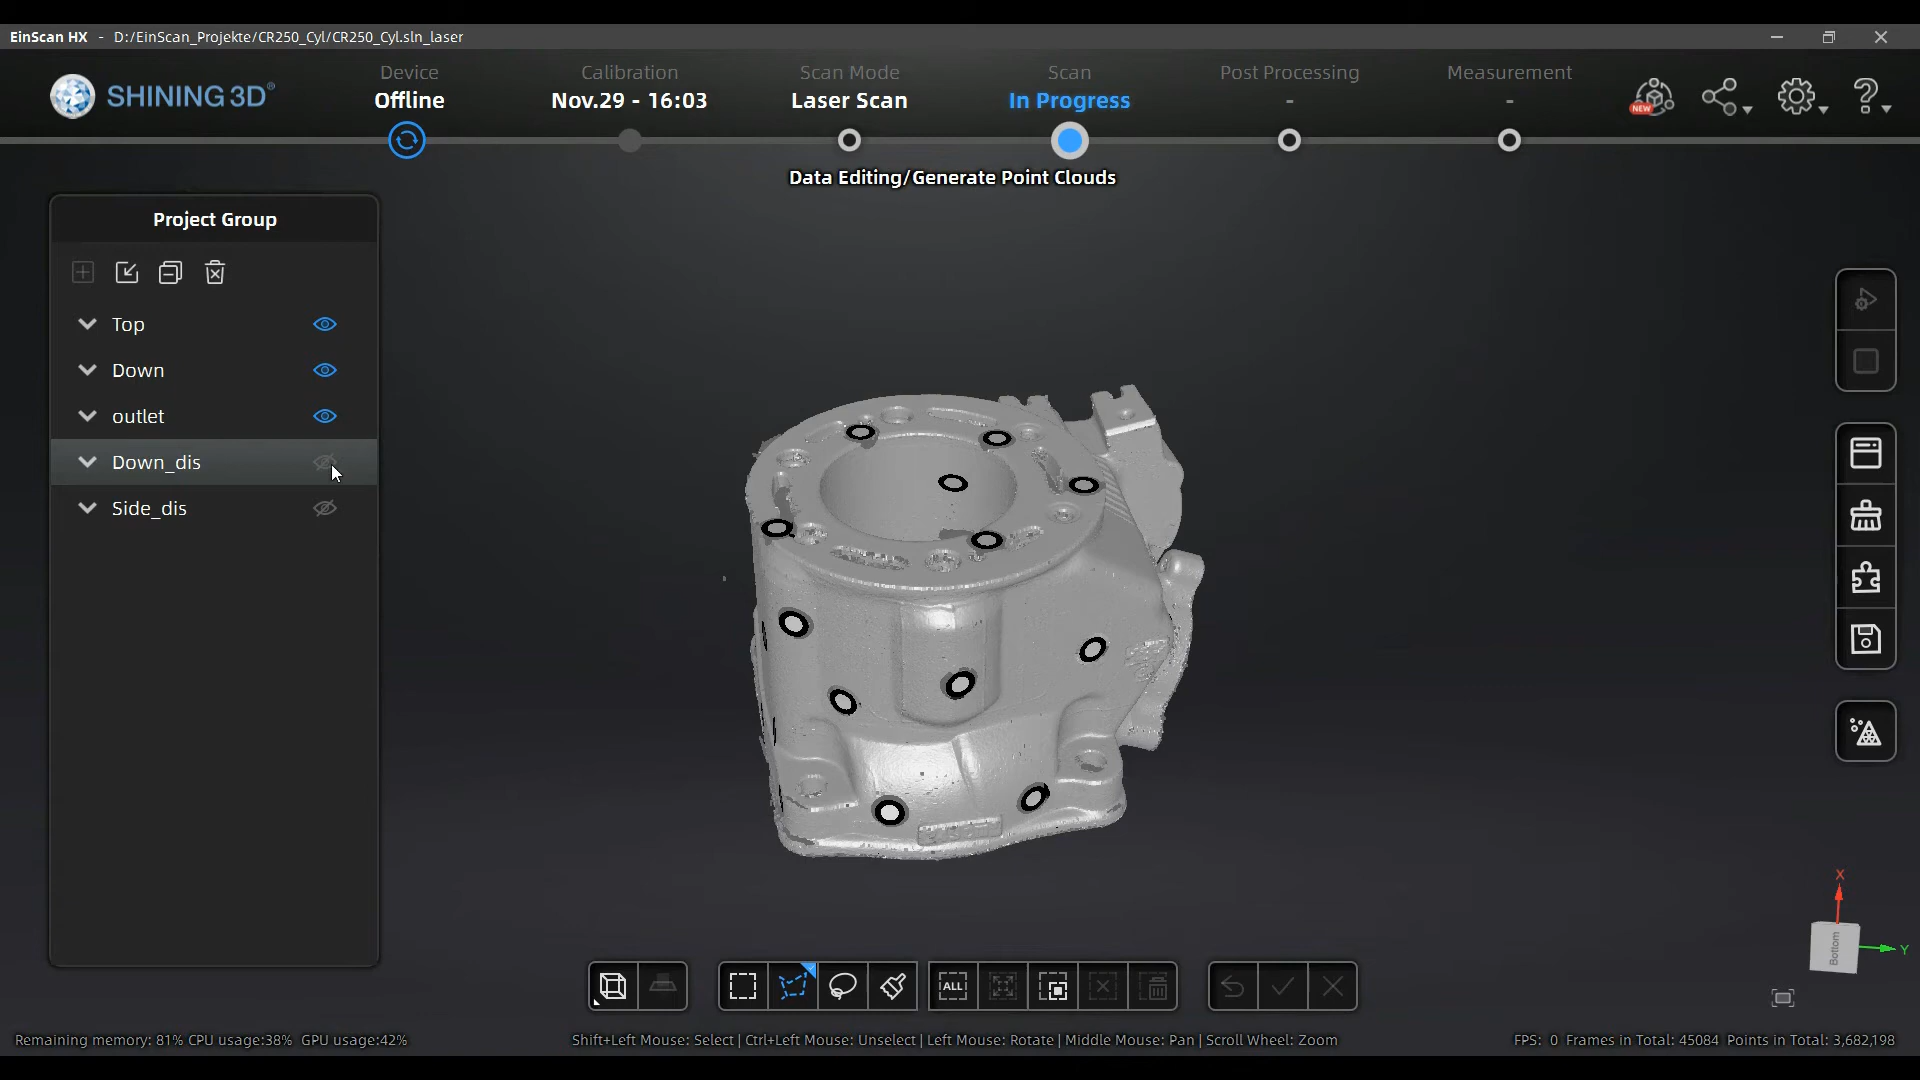 EinScan HX - D:/EinScan_Projekte/CR250_Cyl/CR250_Cyl.sln_laser
SHINING 3D®
Device
Offline
Calibration
Nov.29 - 16:03
Scan Mode
Laser Scan
Scan
In Progress
Post Processing
-
Measurement
-
NEW
Data Editing/Generate Point Clouds
Project Group
Top
Down
outlet
Down_dis
Side_dis
X
Y
Bottom
ALL
Remaining memory: 81% CPU usage:38% GPU usage:42%
Shift+Left Mouse: Select | Ctrl+Left Mouse: Unselect | Left Mouse: Rotate | Middle Mouse: Pan | Scroll Wheel: Zoom
FPS: 0 Frames in Total: 45084 Points in Total: 3,682,198